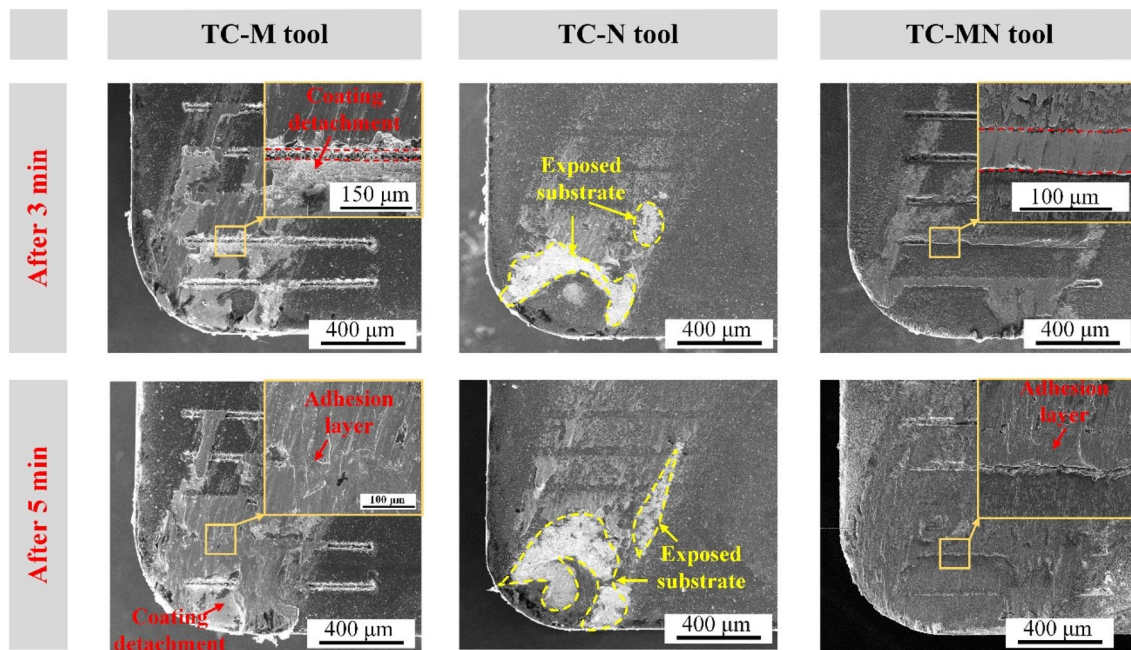 TC-M tool
TC-N tool
TC-MN tool
After 3 min
Coating
detachment
150 μm
400 μm
Exposed
substrate
400 μm
100 μm
400 μm
After 5 min
Adhesion
layer
100 μm
Coating
detachment
400 μm
Exposed
substrate
400 μm
Adhesion
layer
400 μm